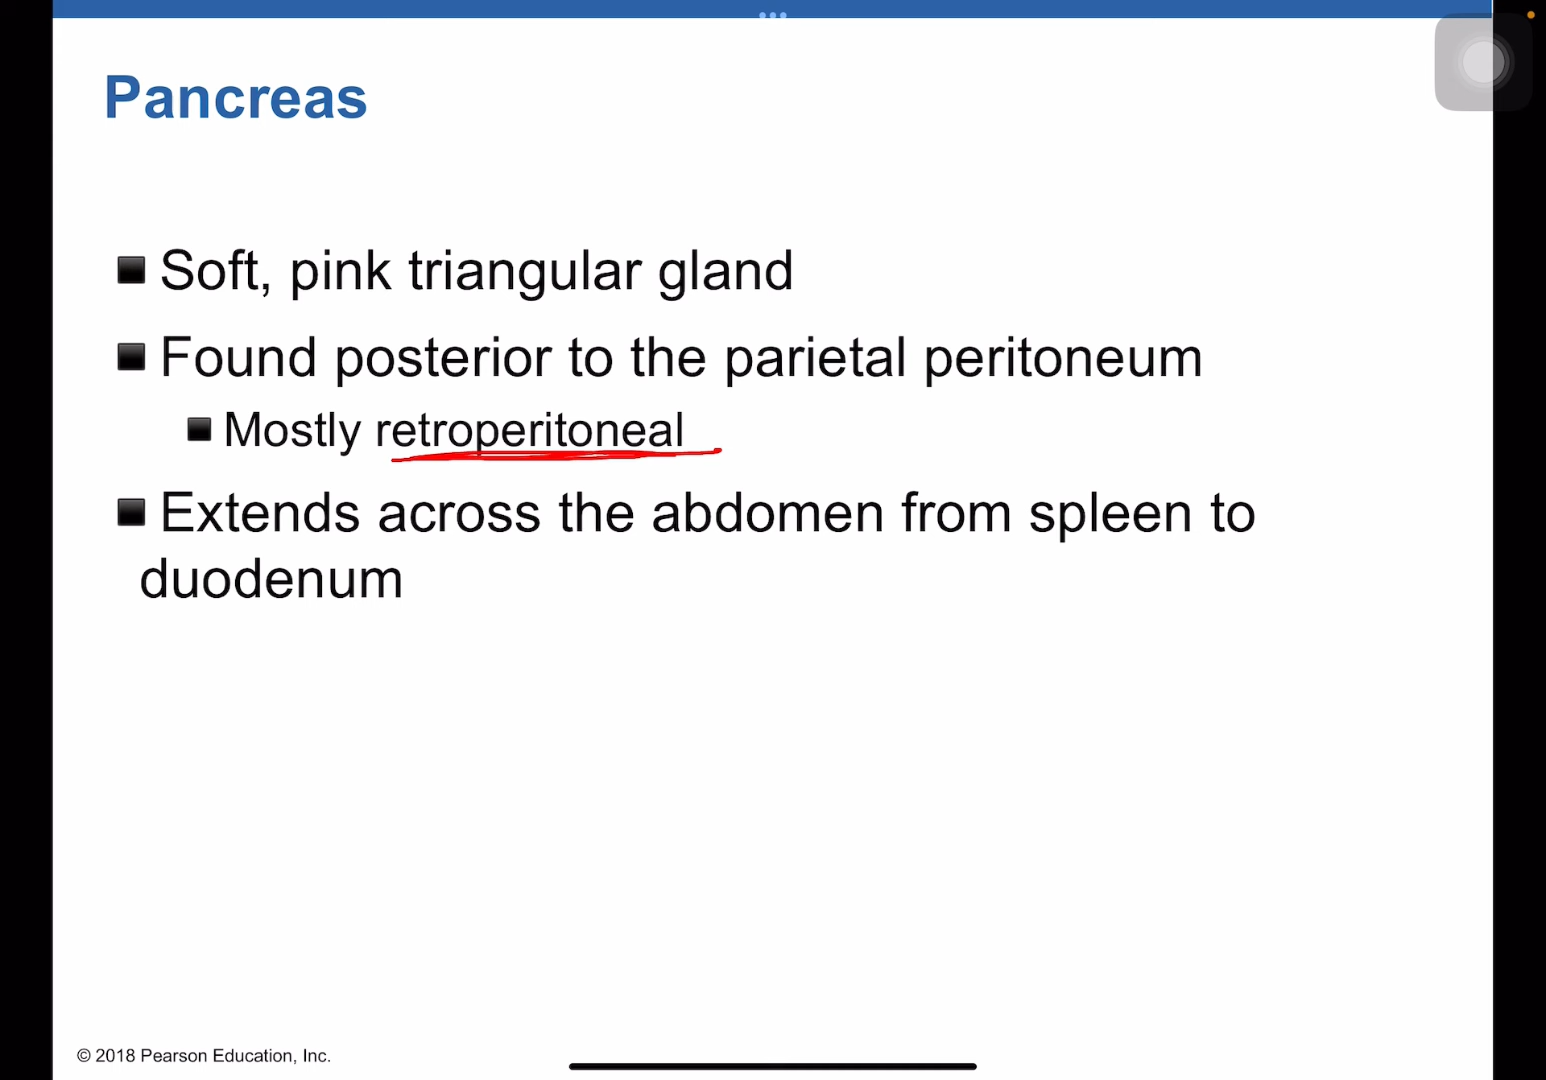 Pancreas
Soft, pink triangular gland
Found posterior to the parietal peritoneum
Mostly retroperitoneal
Extends across the abdomen from spleen to
duodenum
© 2018 Pearson Education, Inc.